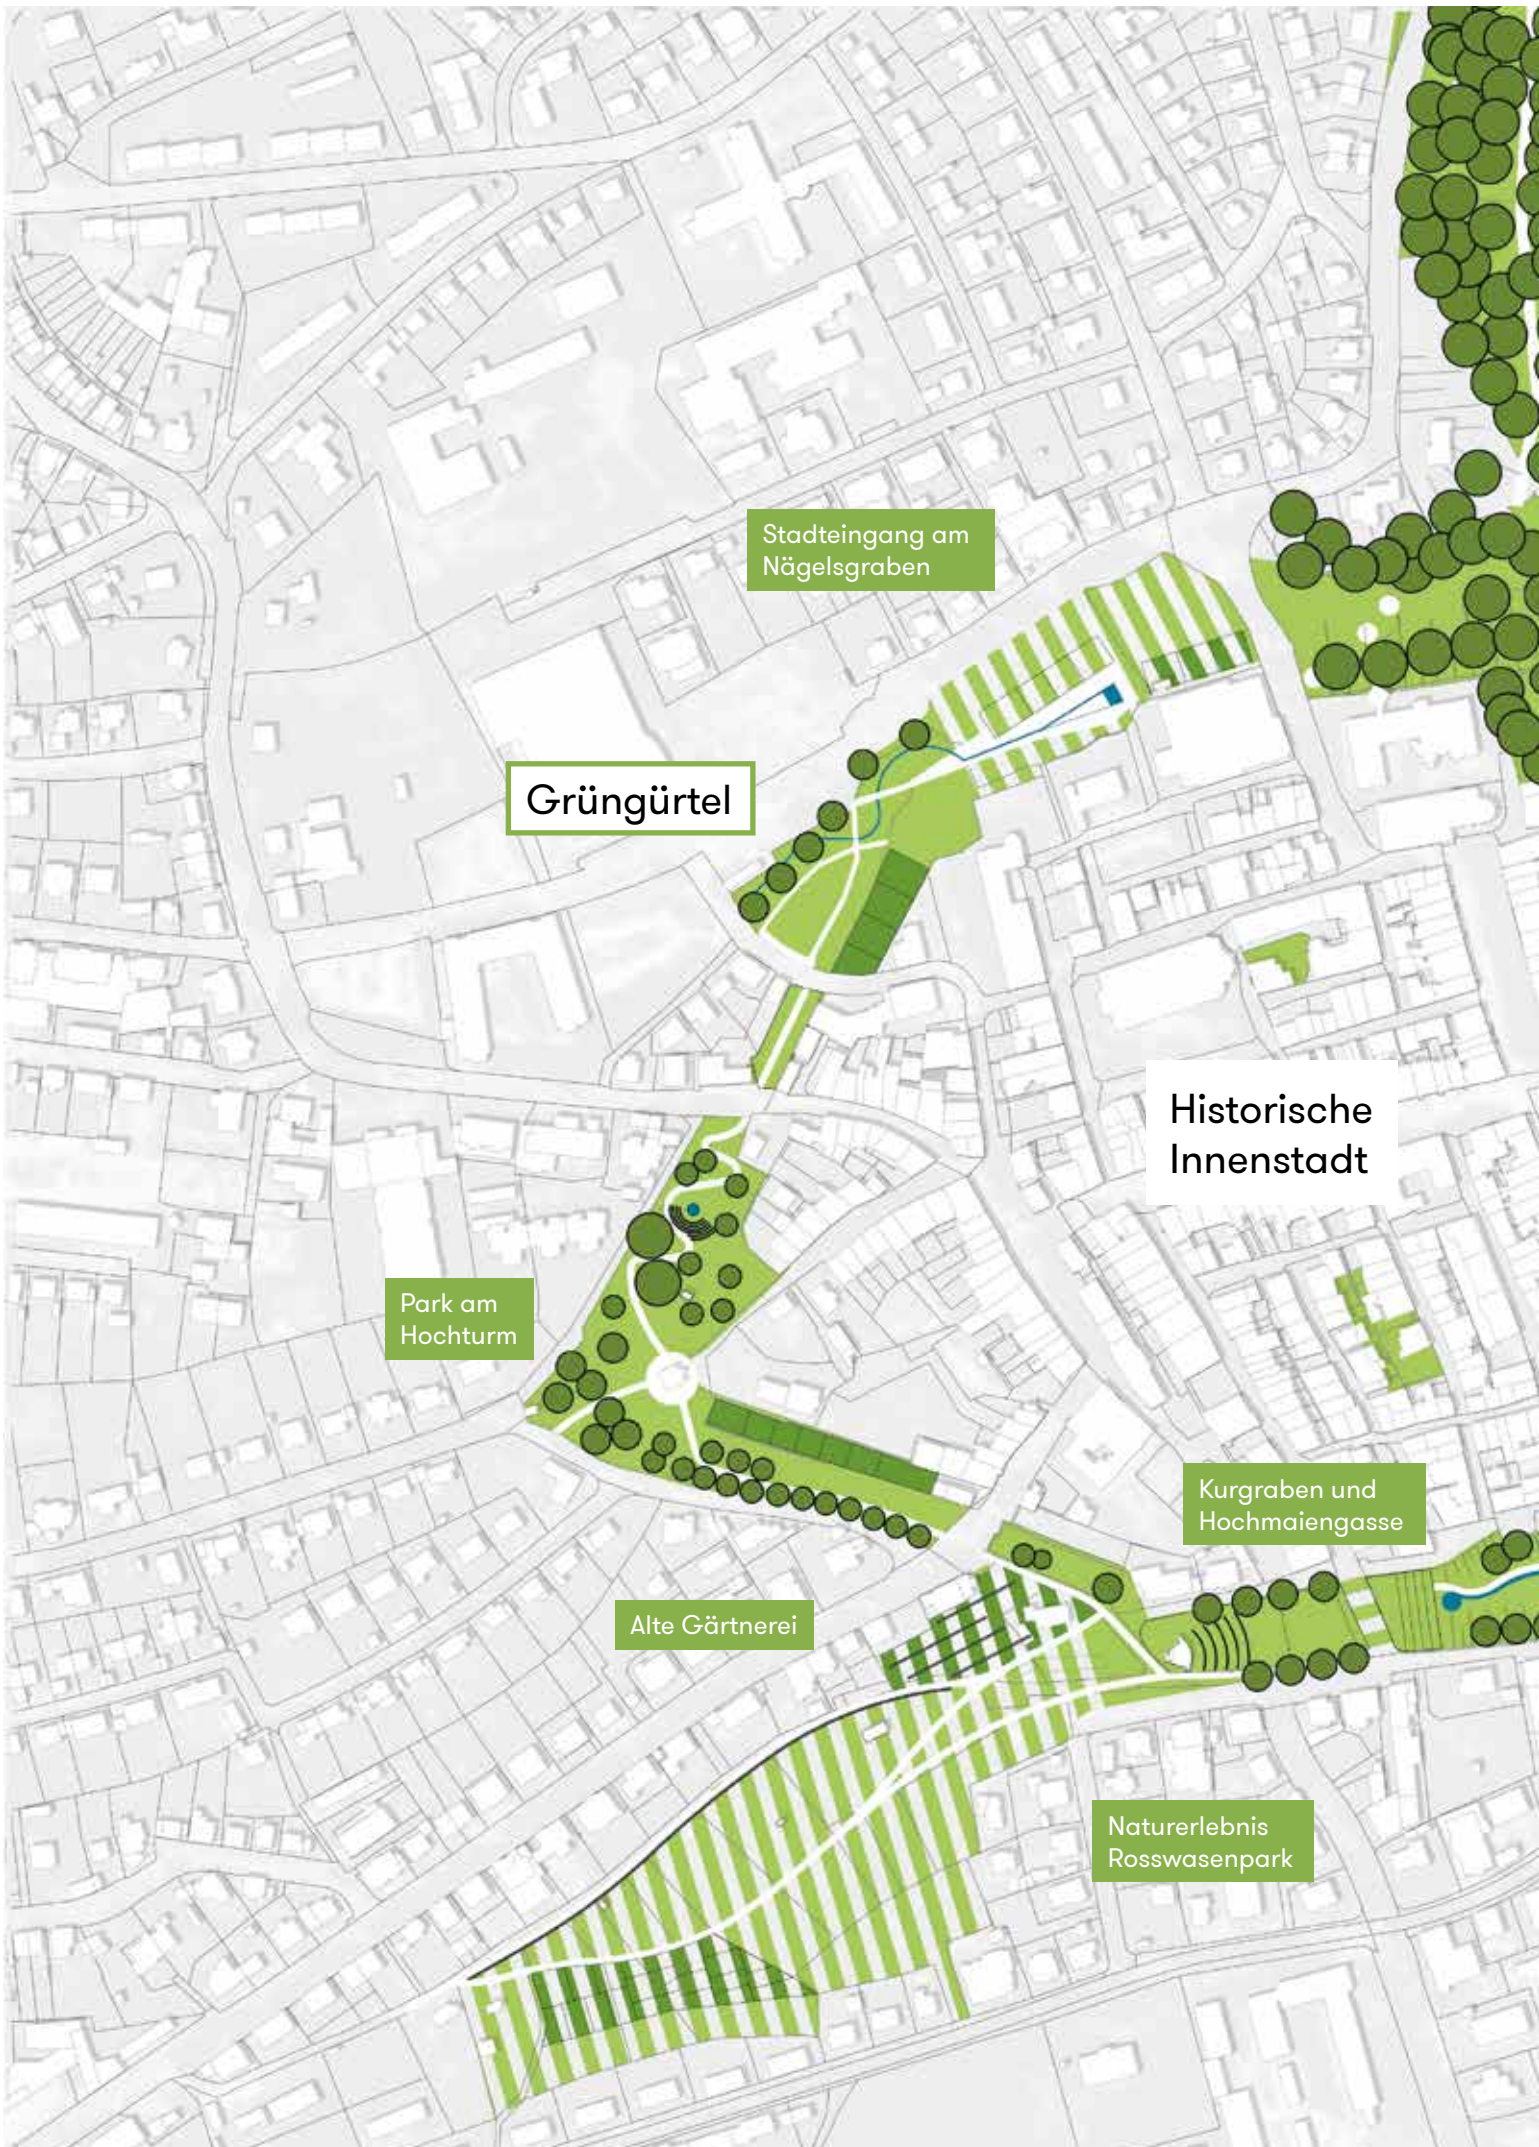 Stadteingang am
Nägelsgraben
Grüngürtel
Historische
Innenstadt
Park am
Hochturm
Kurgraben und
Hochmaiengasse
Alte Gärtnerei
Naturerlebnis
Rosswasenpark